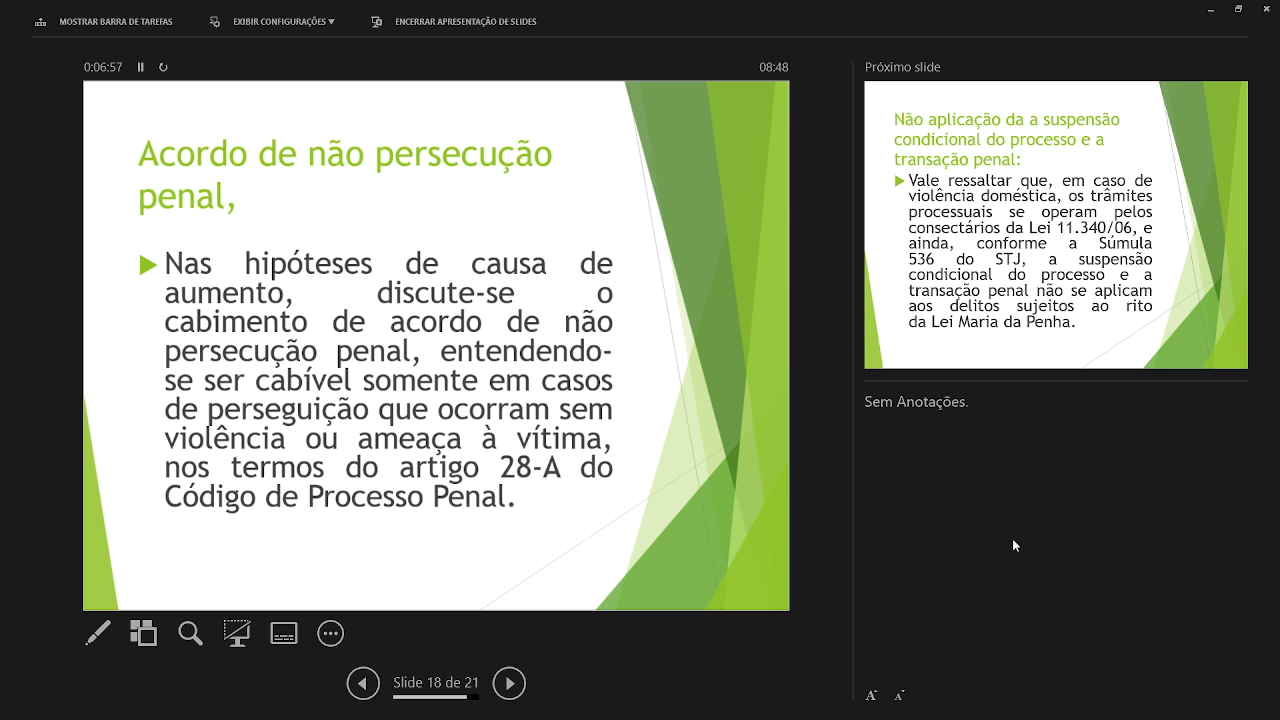 MOSTRAR BARRA DE TAREFAS
EXIBIR CONFIGURAÇÕES ▼
ENCERRAR APRESENTAÇÃO DE SLIDES
0:06:57
08:48
Acordo de não persecução
penal,
Nas hipóteses de causa de
aumento, discute-se o
cabimento de acordo de não
persecução penal, entendendo-
se ser cabível somente em casos
de perseguição que ocorram sem
violência ou ameaça à vítima,
nos termos do artigo 28-A do
Código de Processo Penal.
Slide 18 de 21
Próximo slide
Não aplicação da a suspensão
condicional do processo e a
transação penal:
Vale ressaltar que, em caso de
violência doméstica, os trâmites
processuais se operam pelos
consectários da Lei 11.340/06, e
ainda, conforme a Súmula
536 do STJ, a suspensão
condicional do processo e a
transação penal não se aplicam
aos delitos sujeitos ao rito
da Lei Maria da Penha.
Sem Anotações.
A A